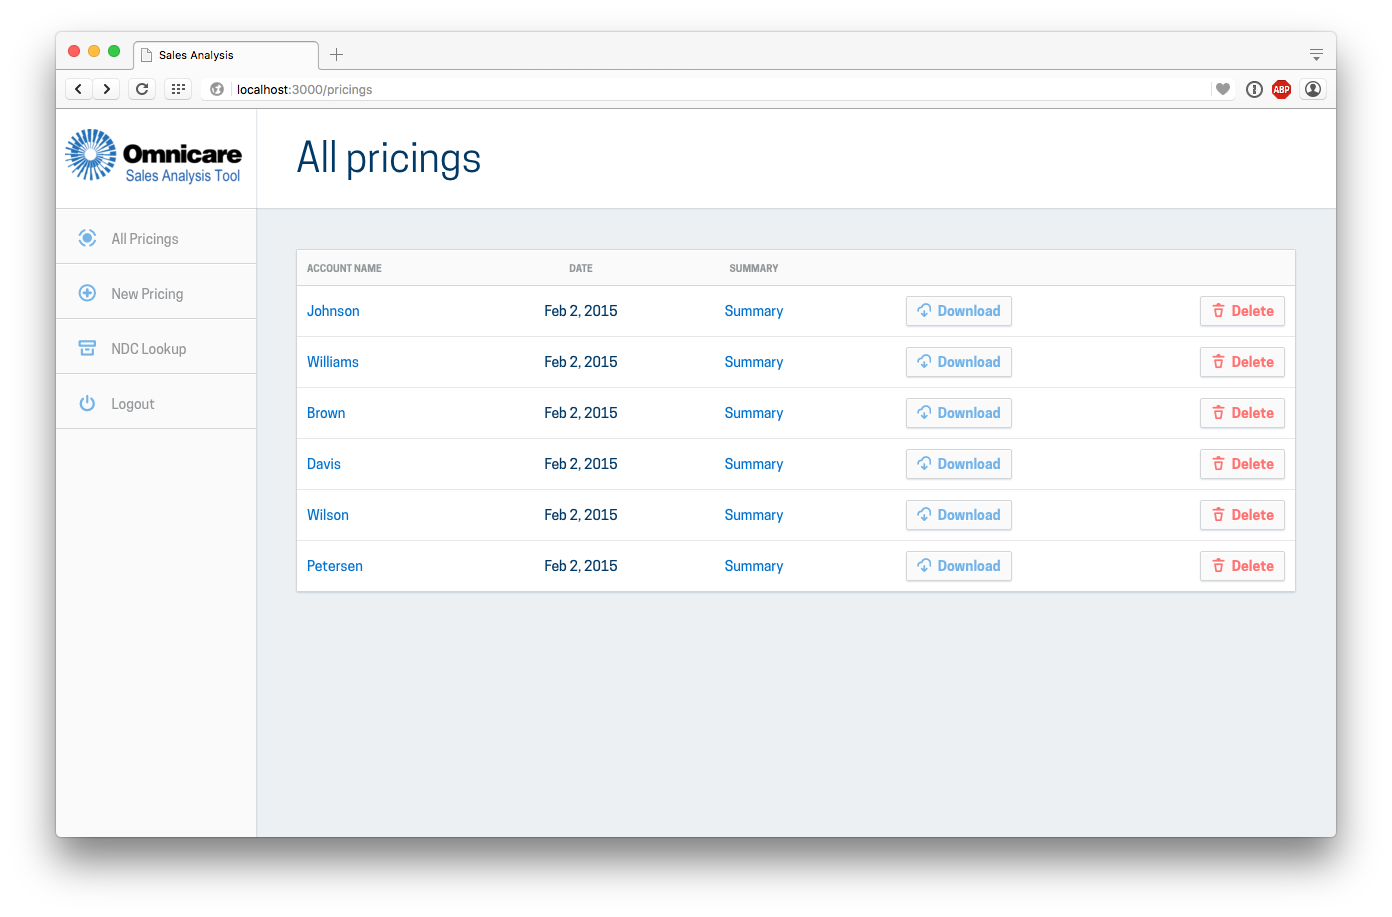 Sales Analysis
localhost:3000/pricings
ABP
Omnicare
Sales Analysis Tool
All pricings
All Pricings
New Pricing
NDC Lookup
Logout
ACCOUNT NAME DATE SUMMARY
Johnson Feb 2, 2015 Summary Download Delete
Williams Feb 2, 2015 Summary Download Delete
Brown Feb 2, 2015 Summary Download Delete
Davis Feb 2, 2015 Summary Download Delete
Wilson Feb 2, 2015 Summary Download Delete
Petersen Feb 2, 2015 Summary Download Delete